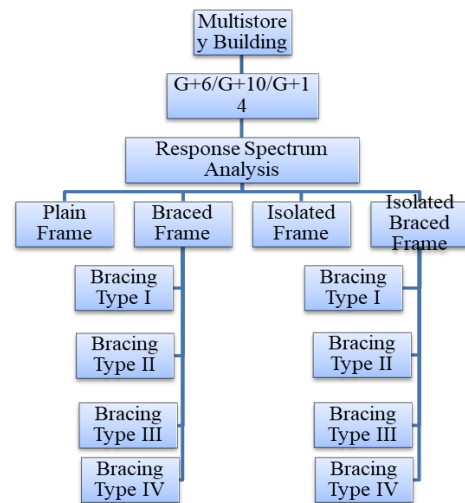 Multistore
y Building
G+6/G+10/G+1
4
Response Spectrum
Analysis
Plain
Frame
Braced
Frame
Isolated
Frame
Isolated
Braced
Frame
Bracing
Type I
Bracing
Type II
Bracing
Type III
Bracing
Type IV
Bracing
Type I
Bracing
Type II
Bracing
Type III
Bracing
Type IV